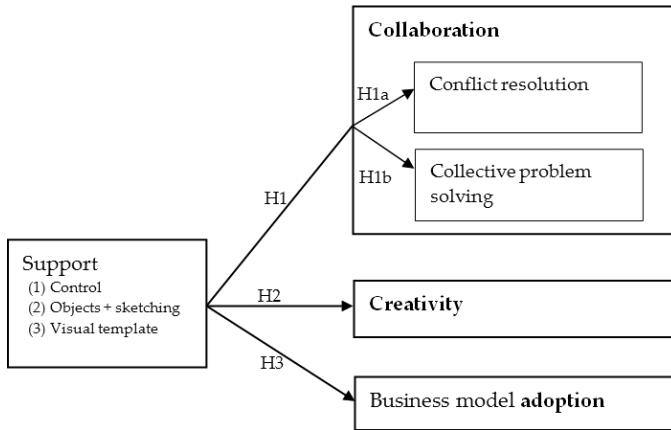 Collaboration
H1a
Conflict resolution
H1b
Collective problem
solving
H1
Support
(1) Control
(2) Objects + sketching
(3) Visual template
H2
Creativity
H3
Business model adoption